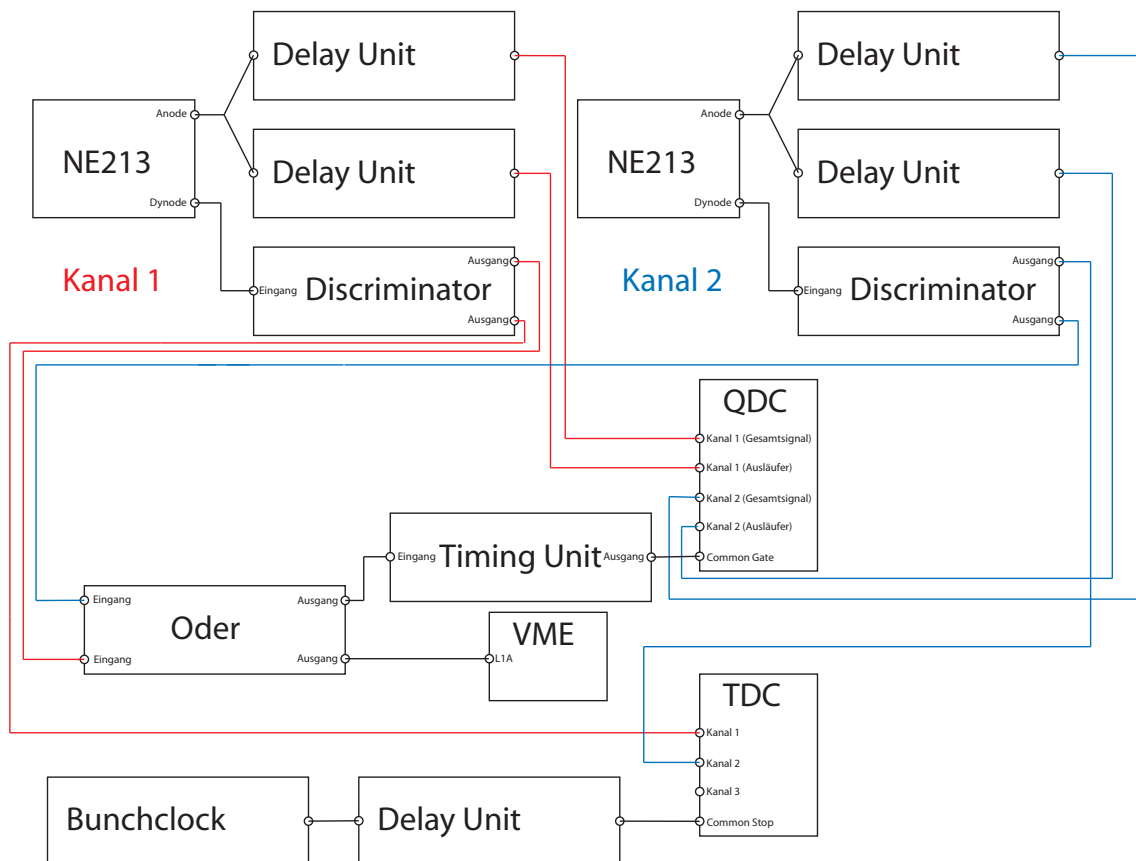 Delay Unit
Delay Unit
Anode
NE213
Dynode
Delay Unit
Delay Unit
Anode
NE213
Dynode
Kanal 1
Ausgang
Eingang
Discriminator
Ausgang
Kanal 2
Ausgang
Eingang
Discriminator
Ausgang
QDC
Kanal 1 (Gesamtsignal)
Kanal 1 (Ausläufer)
Kanal 2 (Gesamtsignal)
Kanal 2 (Ausläufer)
Common Gate
Eingang
Timing Unit
Ausgang
Eingang
Ausgang
Oder
Eingang
Ausgang
VME
L1A
TDC
Kanal 1
Kanal 2
Kanal 3
Common Stop
Bunchclock
Delay Unit